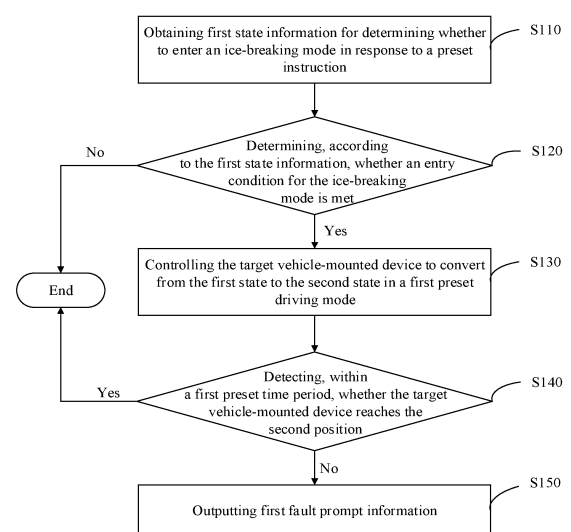 Obtaining first state information for determining whether
to enter an ice-breaking mode in response to a preset
instruction
S110
Determining, according
to the first state information, whether an entry
condition for the ice-breaking
mode is met
S120
No
Yes
Controlling the target vehicle-mounted device to convert
from the first state to the second state in a first preset
driving mode
S130
End
Detecting, within
a first preset time period, whether the target
vehicle-mounted device reaches the
second position
S140
Yes
No
Outputting first fault prompt information
S150